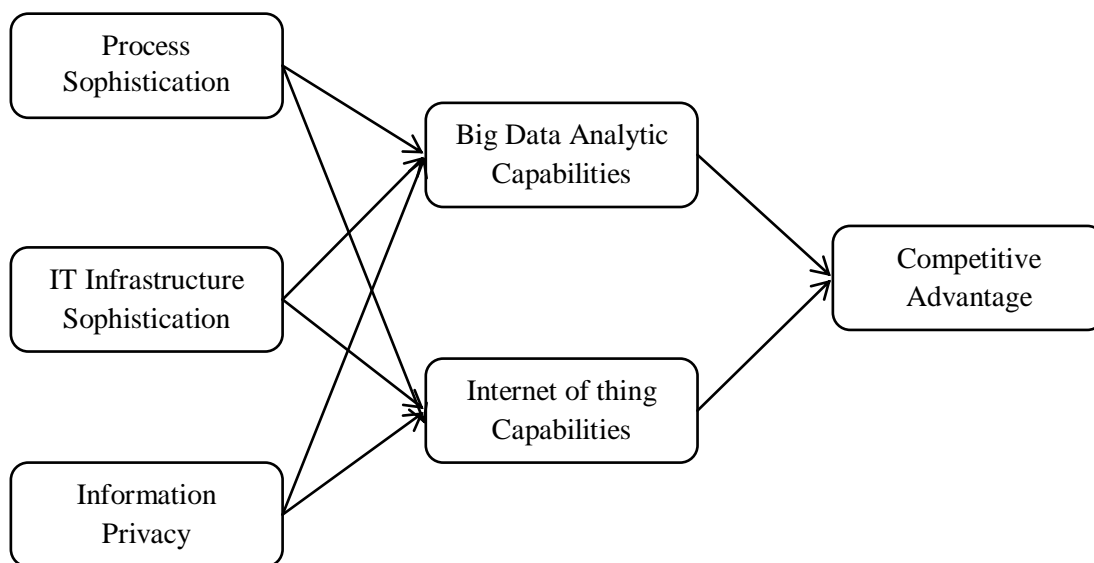 Process
Sophistication
Big Data Analytic
Capabilities
IT Infrastructure
Sophistication
Competitive
Advantage
Internet of thing
Capabilities
Information
Privacy